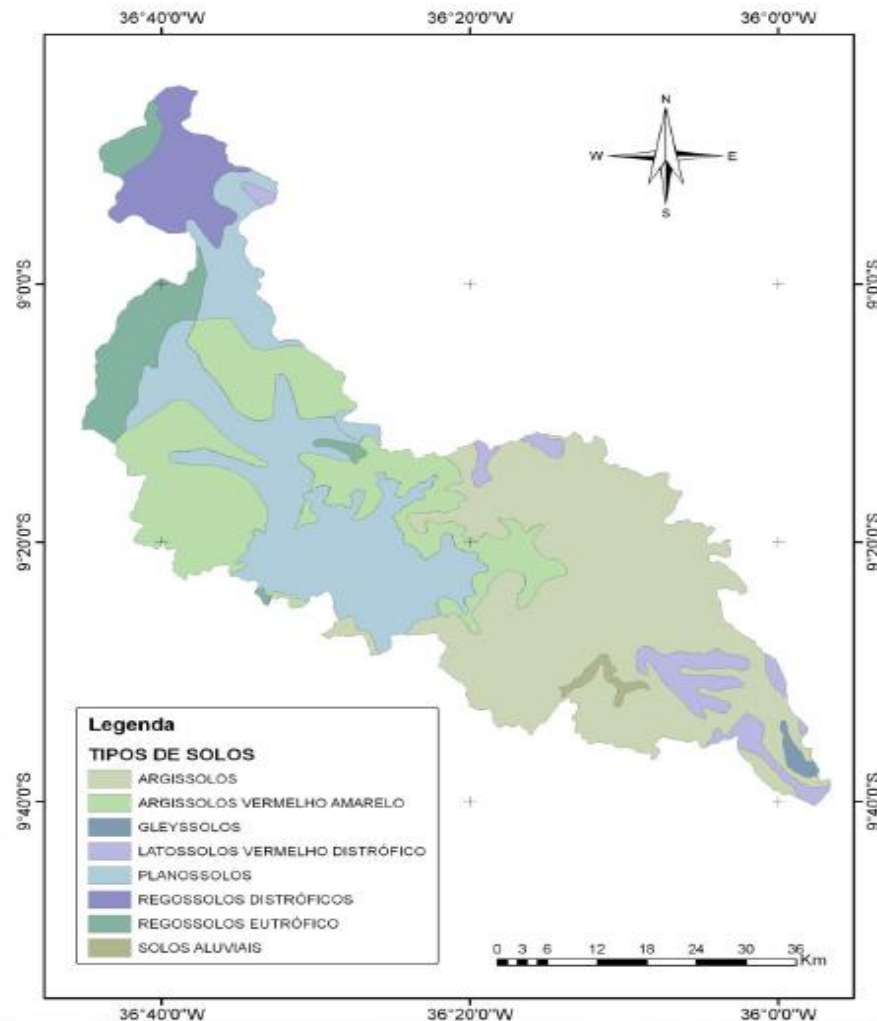 36°40'0"W 36°20'0"W 36°0'0"W
N
W E
S
9°0'0"S 9°0'0"S
9°20'0"S 9°20'0"S
9°40'0"S 9°40'0"S
Legenda
TIPOS DE SOLOS
ARGISSOLOS
ARGISSOLOS VERMELHO AMARELO
GLEYSSOLOS
LATOSSOLOS VERMELHO DISTRÓFICO
PLANOSSOLOS
REGOSSOLOS DISTRÓFICOS
REGOSSOLOS EUTRÓFICO
SOLOS ALUVIAIS
0 3 6 12 18 24 30 36
Km
36°40'0"W 36°20'0"W 36°0'0"W